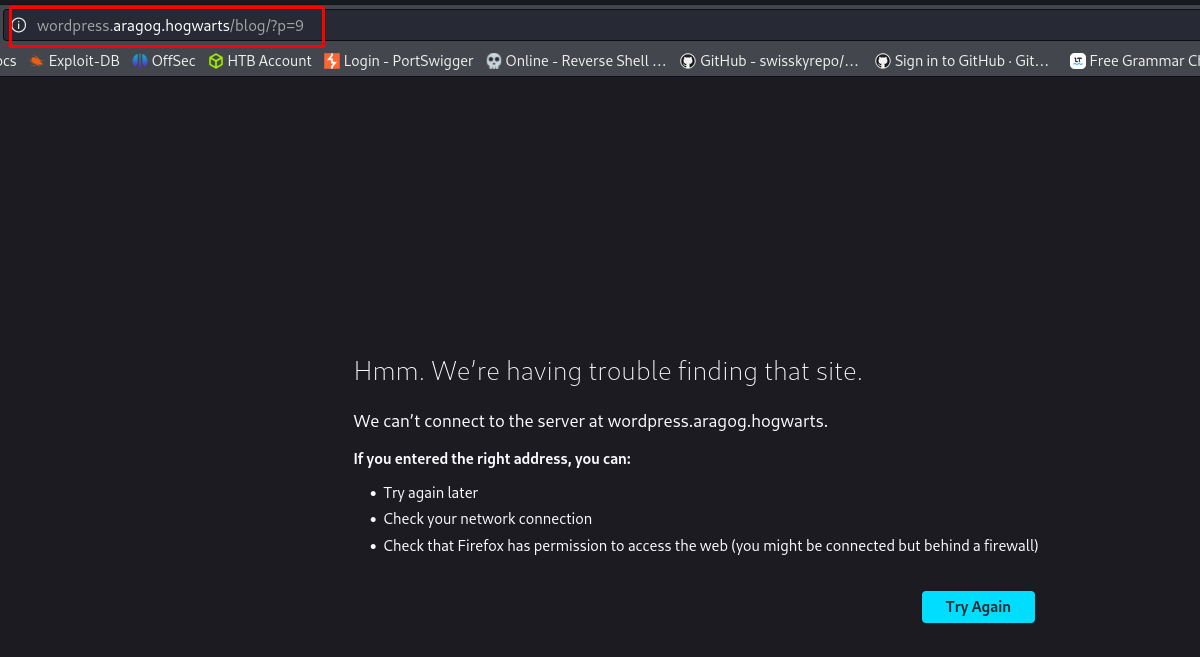 wordpress.aragog.hogwarts/blog/?p=9
ocs Exploit-DB OffSec HTB Account Login - PortSwigger Online - Reverse Shell … GitHub - swisskyrepo/… Sign in to GitHub · Git… Free Grammar Ch
Hmm. We’re having trouble finding that site.
We can’t connect to the server at wordpress.aragog.hogwarts.
If you entered the right address, you can:
• Try again later
• Check your network connection
• Check that Firefox has permission to access the web (you might be connected but behind a firewall)
Try Again